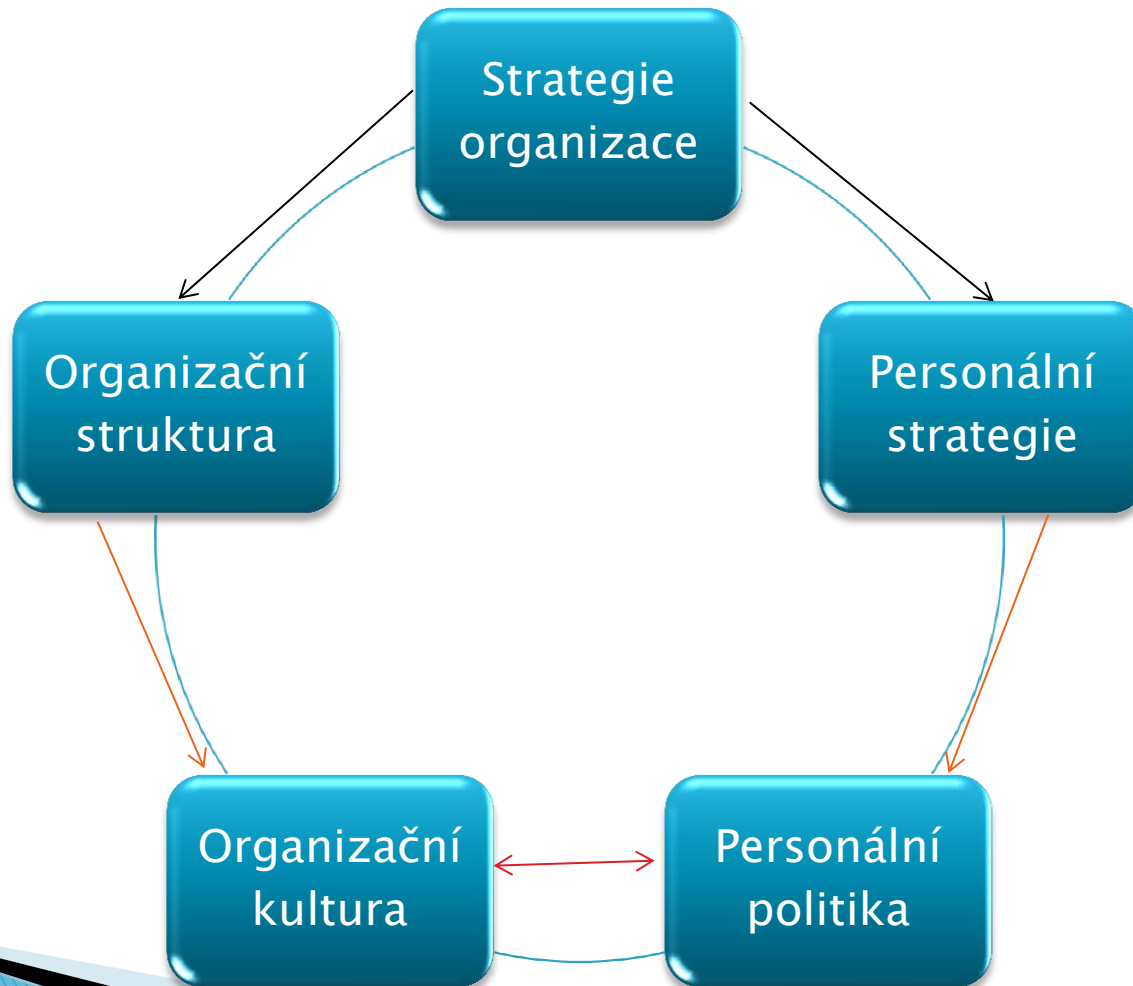 Strategie
organizace
Organizační
struktura
Personální
strategie
Organizační
kultura
Personální
politika